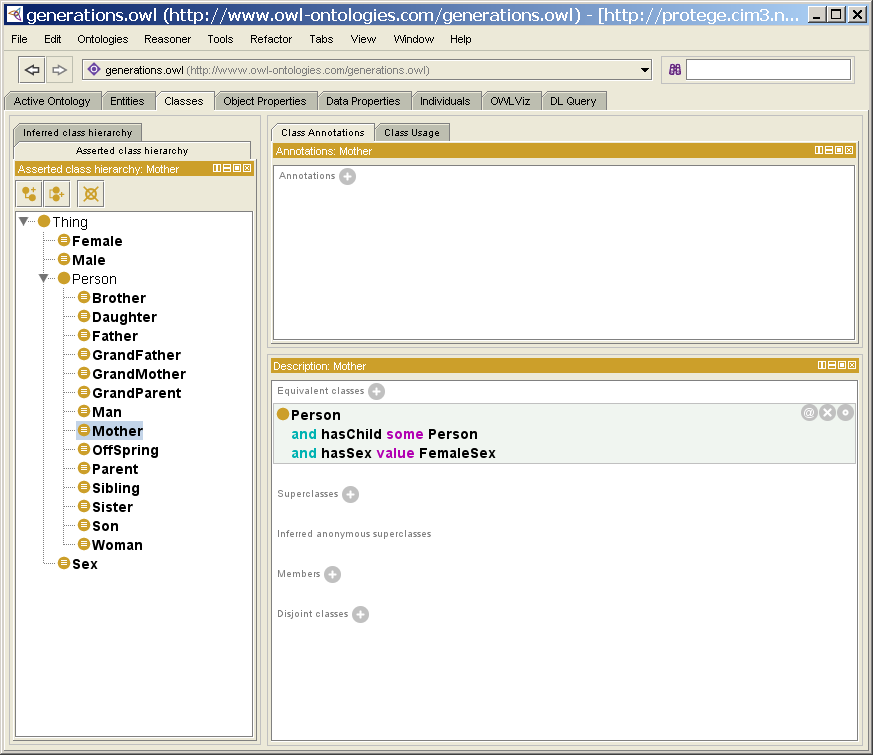 generations.owl (http://www.owl-ontologies.com/generations.owl) - [http://protege.cim3.n...
File Edit Ontologies Reasoner Tools Refactor Tabs View Window Help
generations.owl (http://www.owl-ontologies.com/generations.owl)
Active Ontology Entities Classes Object Properties Data Properties Individuals OWLViz DL Query
Inferred class hierarchy
Asserted class hierarchy
Asserted class hierarchy: Mother
Thing
Female
Male
Person
Brother
Daughter
Father
GrandFather
GrandMother
GrandParent
Man
Mother
OffSpring
Parent
Sibling
Sister
Son
Woman
Sex
Class Annotations Class Usage
Annotations: Mother
Annotations
Description: Mother
Equivalent classes
Person
and hasChild some Person
and hasSex value FemaleSex
Superclasses
Inferred anonymous superclasses
Members
Disjoint classes